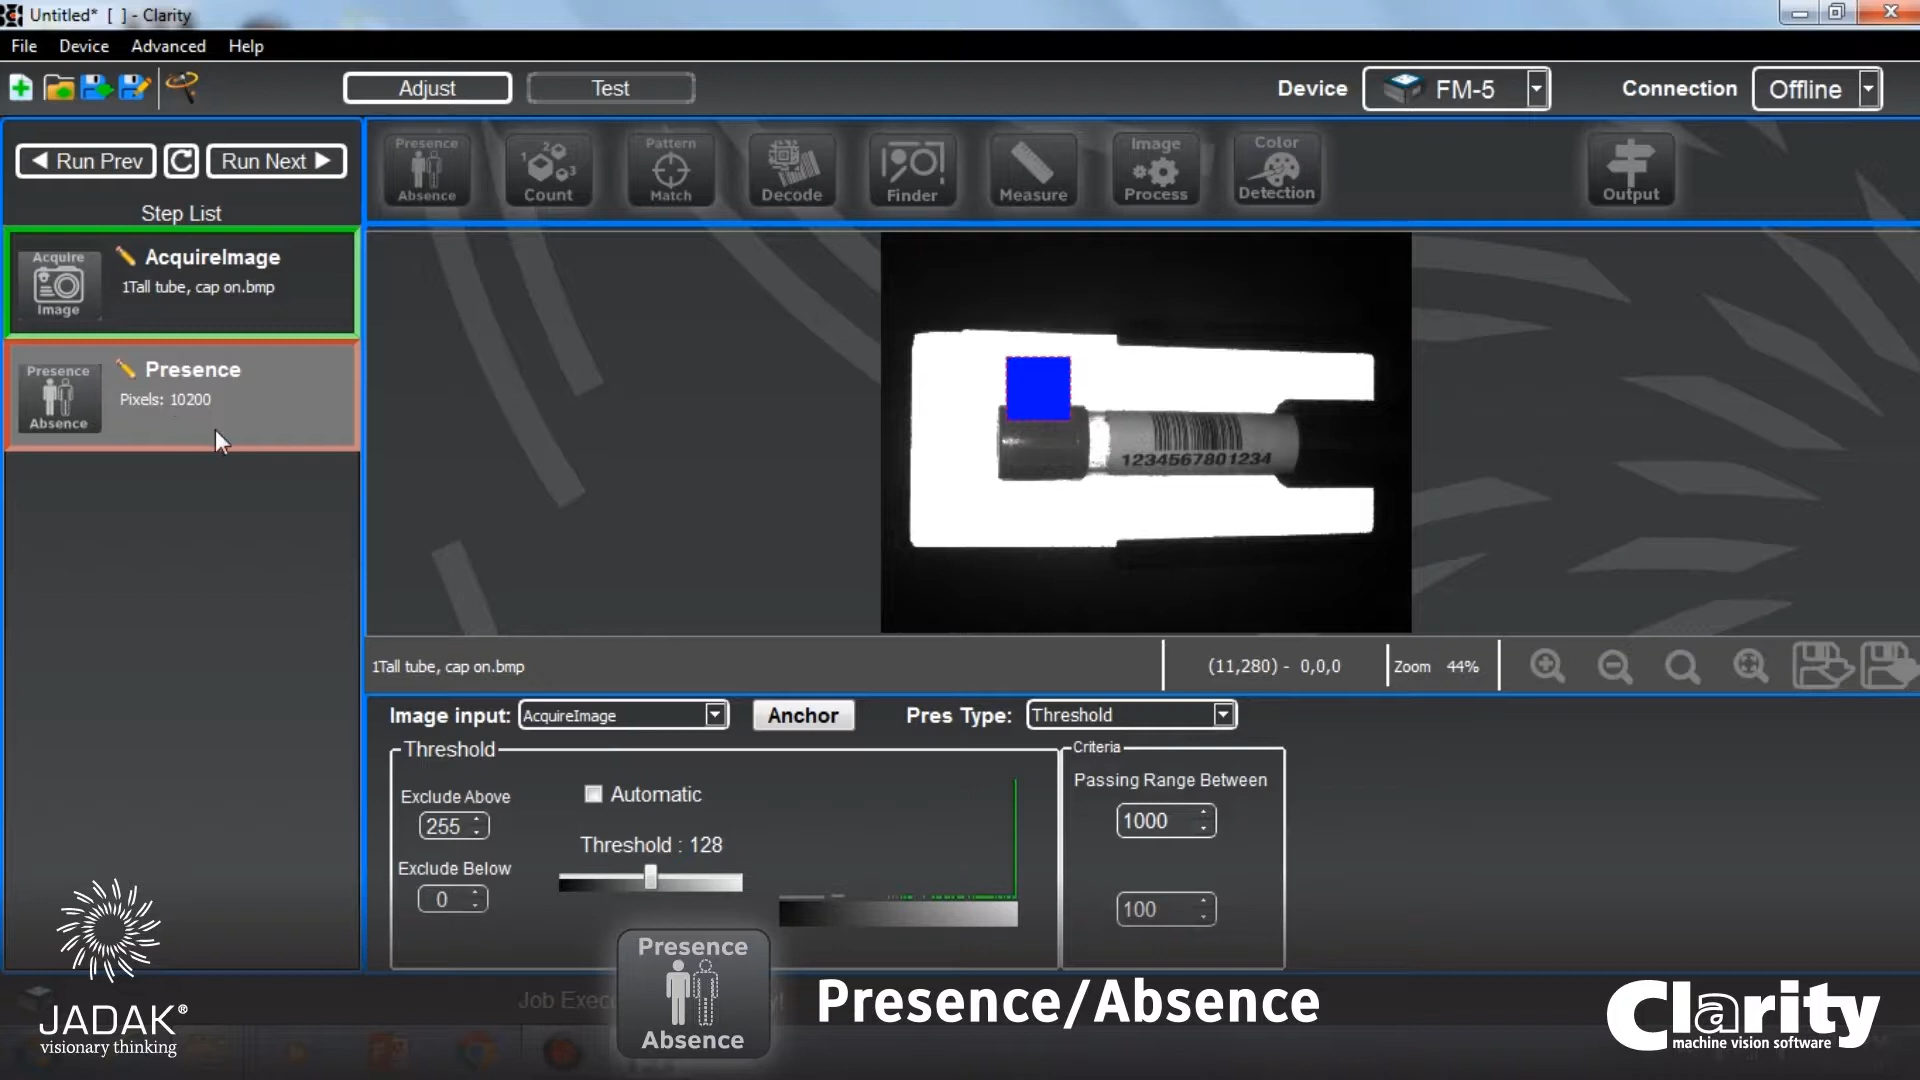 Untitled* [ ] - Clarity
File Device Advanced Help
Adjust Test Device FM-5 Connection Offline
Run Prev Run Next
Step List
Presence Absence
Count
Pattern Match
Decode
Finder
Measure
Image Process
Color Detection
Output
Acquire Image
AcquireImage
1Tall tube, cap on.bmp
Presence Absence
Presence
Pixels: 10200
1234567801234
1Tall tube, cap on.bmp (11,280) - 0,0,0 Zoom 44%
Image input: AcquireImage Anchor Pres Type: Threshold
Threshold
Exclude Above
255
Exclude Below
0
Automatic
Threshold : 128
Criteria
Passing Range Between
1000
100
Presence
Absence
Presence/Absence
JADAK®
visionary thinking
Clarity
machine vision software